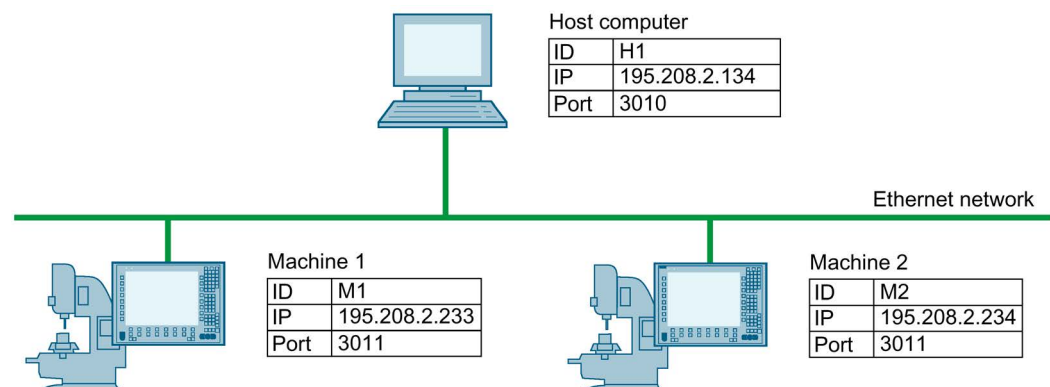 Host computer
ID H1
IP 195.208.2.134
Port 3010
Ethernet network
Machine 1
ID M1
IP 195.208.2.233
Port 3011
Machine 2
ID M2
IP 195.208.2.234
Port 3011